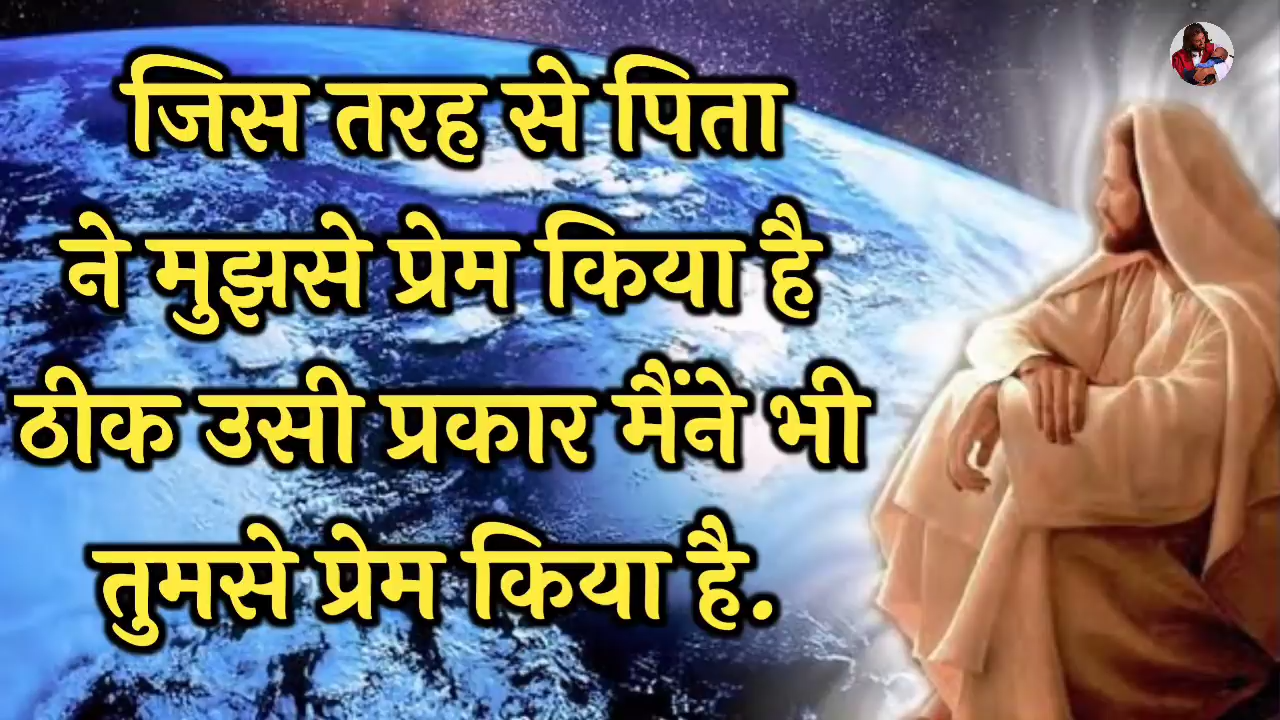 जिस तरह से पिता
ने मुझसे प्रेम किया है
ठीक उसी प्रकार मैंने भी
तुमसे प्रेम किया है.